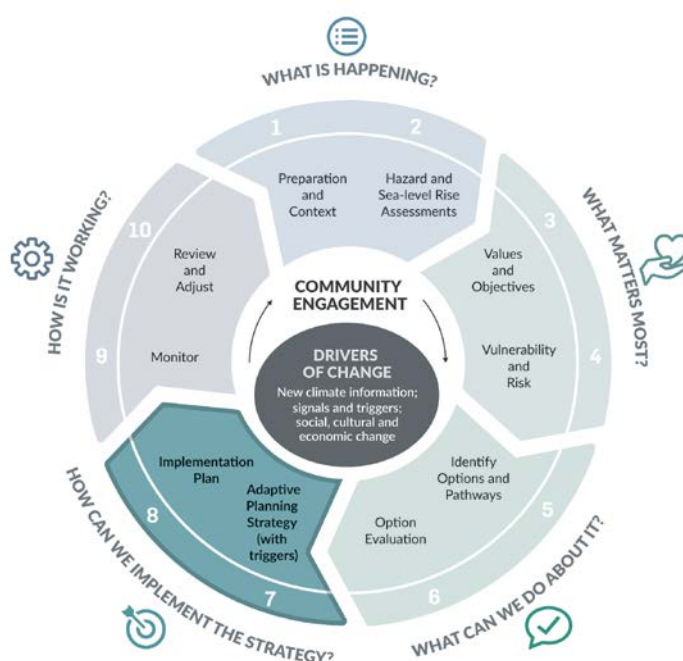 WHAT IS HAPPENING?
1
2
Preparation
and
Context
Hazard and
Sea-level Rise
Assessments
WHAT MATTERS MOST?
3
Values
and
Objectives
4
Vulnerability
and
Risk
WHAT CAN WE DO ABOUT IT?
5
Identify
Options and
Pathways
6
Option
Evaluation
HOW CAN WE IMPLEMENT THE STRATEGY?
7
Adaptive
Planning
Strategy
(with
triggers)
8
Implementation
Plan
HOW IS IT WORKING?
9
Monitor
10
Review
and
Adjust
COMMUNITY
ENGAGEMENT
DRIVERS
OF CHANGE
New climate information;
signals and triggers;
social, cultural and
economic change